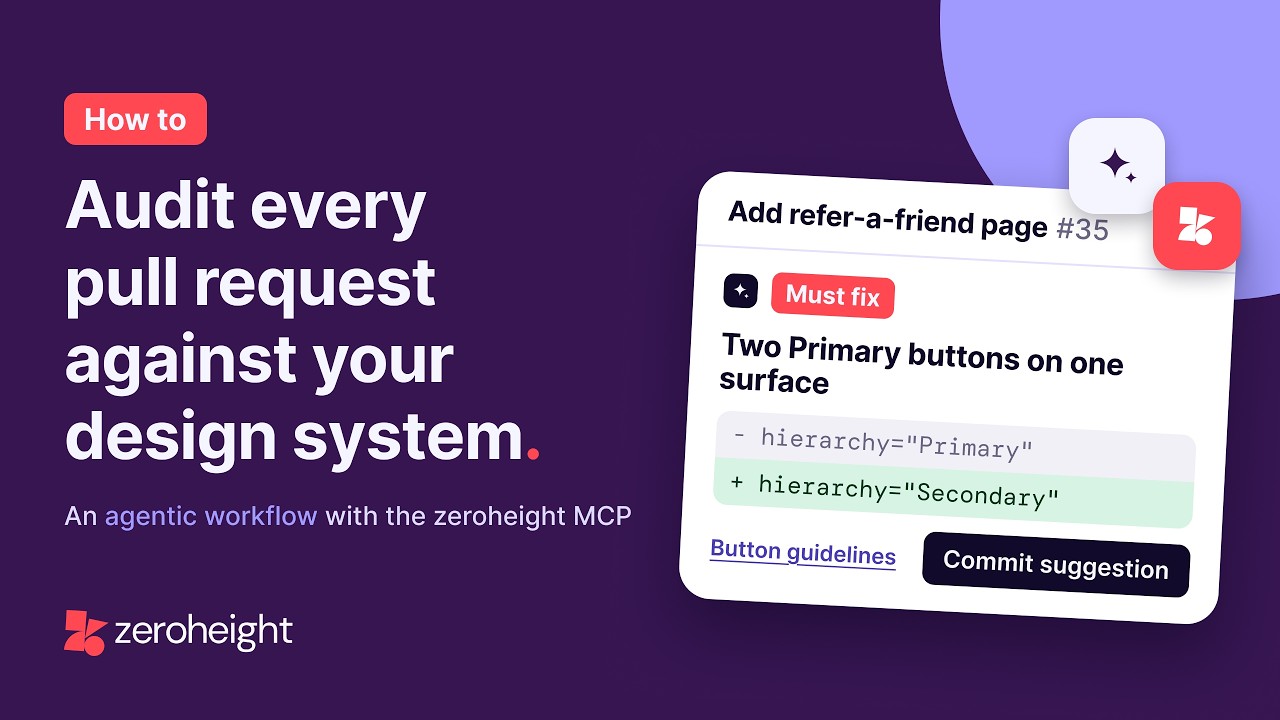 How to
Audit every
pull request
against your
design system.
An agentic workflow with the zeroheight MCP
zeroheight
Add refer-a-friend page #35
Must fix
Two Primary buttons on one
surface
- hierarchy="Primary"
+ hierarchy="Secondary"
Button guidelines
Commit suggestion